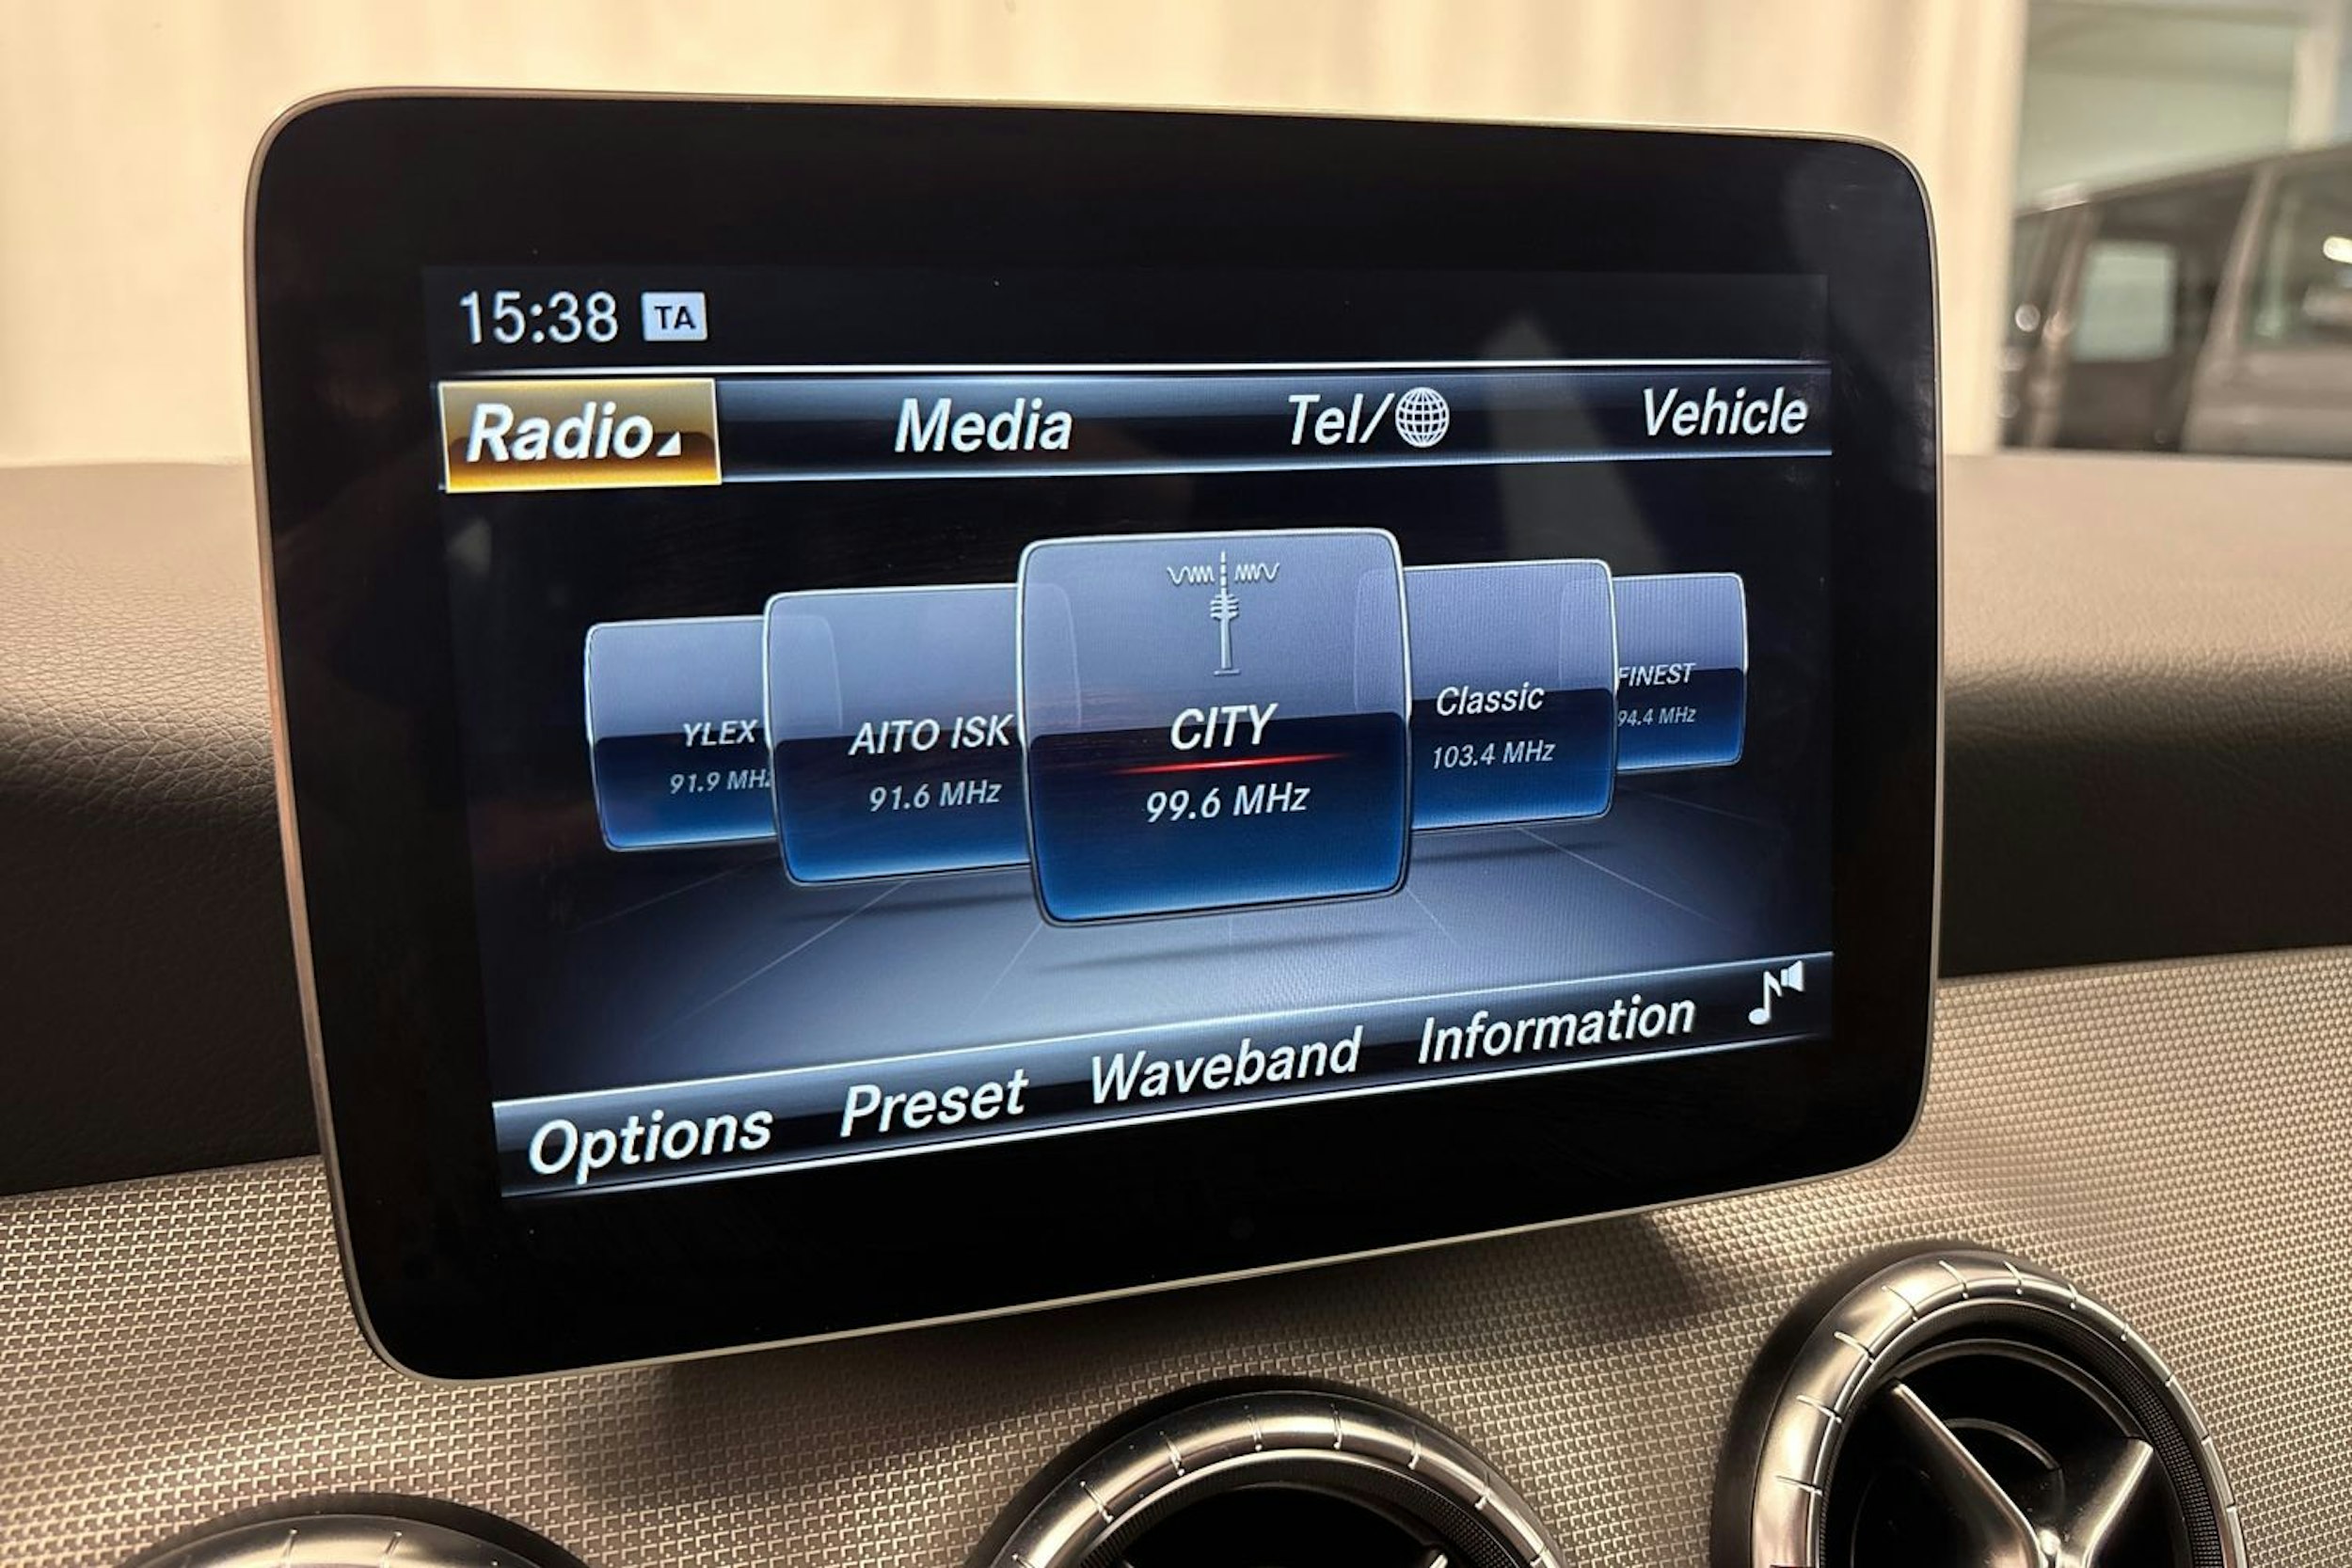 15:38 TA
Radio Media Tel/ Vehicle
YLEX
91.9 MHz
AITO ISK
91.6 MHz
CITY
99.6 MHz
Classic
103.4 MHz
FINEST
94.4 MHz
Options Preset Waveband Information